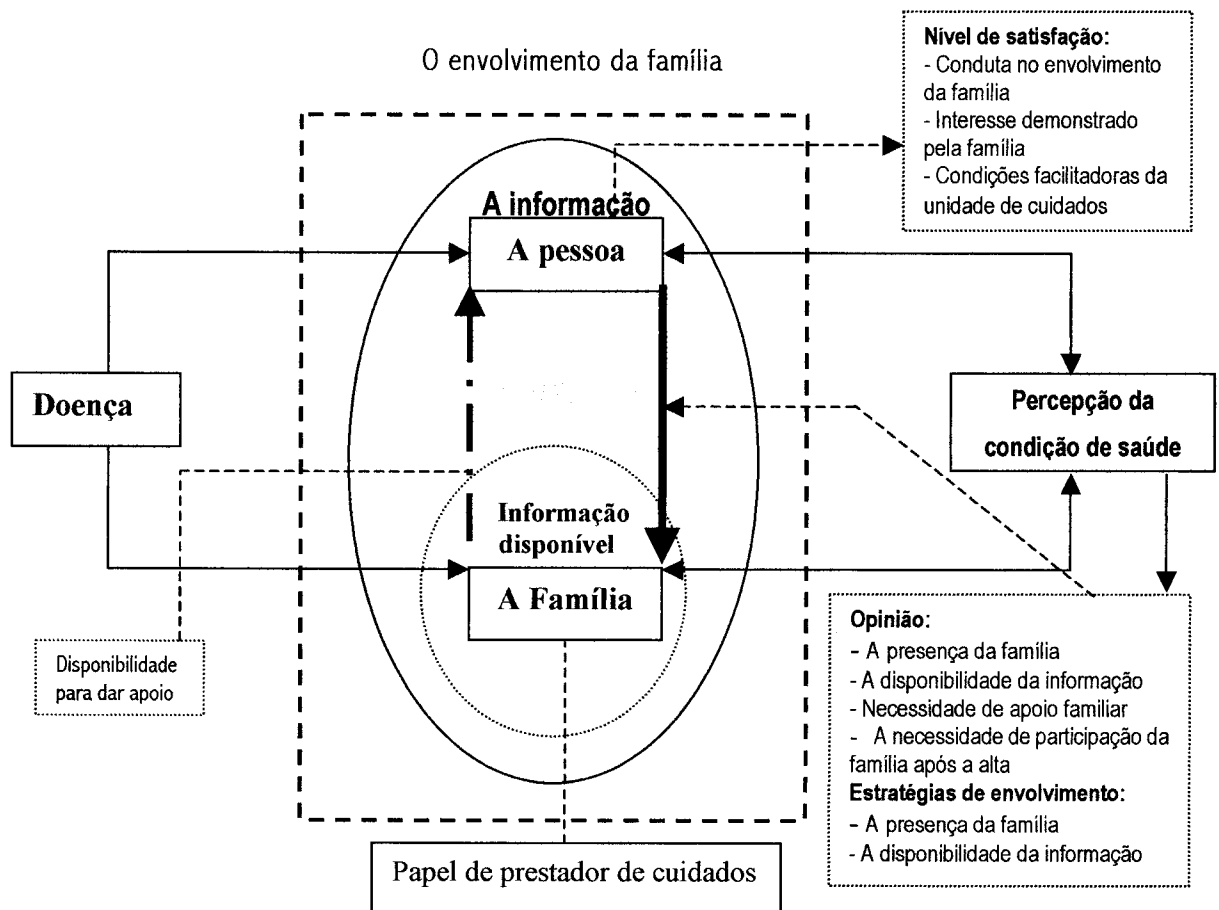 O envolvimento da família
Nível de satisfação:
- Conduta no envolvimento
da família
- Interesse demonstrado
pela família
- Condições facilitadoras da
unidade de cuidados
A informação
A pessoa
Doença
Percepção da
condição de saúde
Informação
disponível
A Família
Disponibilidade
para dar apoio
Opinião:
- A presença da família
- A disponibilidade da informação
- Necessidade de apoio familiar
- A necessidade de participação da
família após a alta
Estratégias de envolvimento:
- A presença da família
- A disponibilidade da informação
Papel de prestador de cuidados